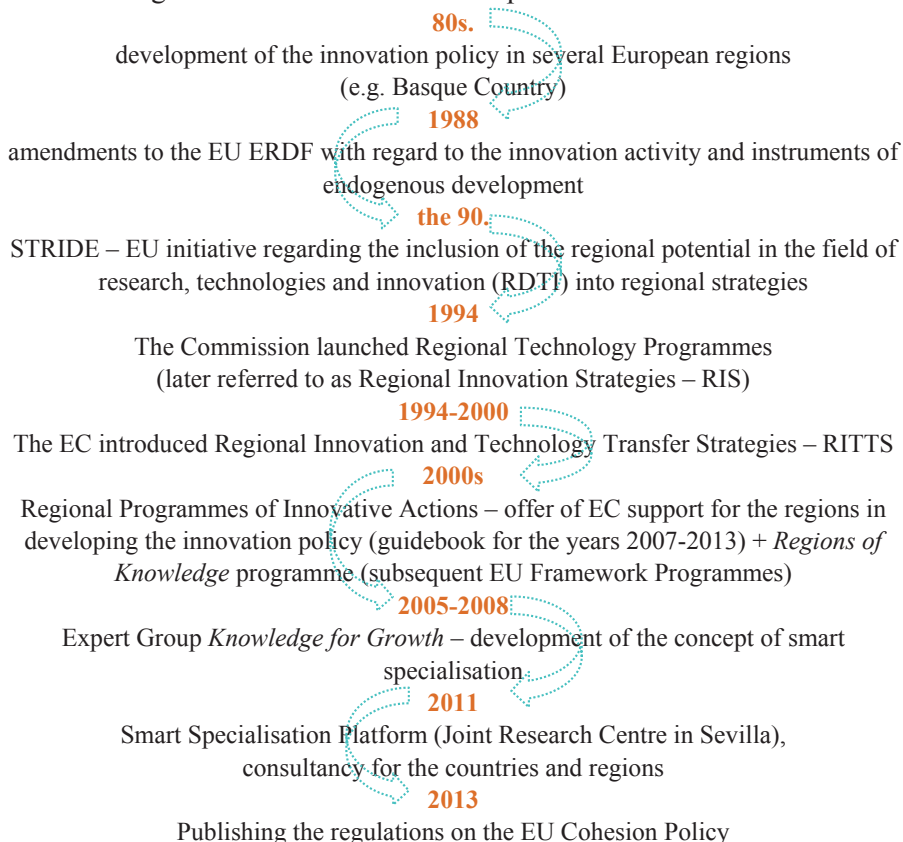 80s.
development of the innovation policy in several European regions
(e.g. Basque Country)
1988
amendments to the EU ERDF with regard to the innovation activity and instruments of
endogenous development
the 90.
STRIDE – EU initiative regarding the inclusion of the regional potential in the field of
research, technologies and innovation (RDTI) into regional strategies
1994
The Commission launched Regional Technology Programmes
(later referred to as Regional Innovation Strategies – RIS)
1994-2000
The EC introduced Regional Innovation and Technology Transfer Strategies – RITTS
2000s
Regional Programmes of Innovative Actions – offer of EC support for the regions in
developing the innovation policy (guidebook for the years 2007-2013) + Regions of
Knowledge programme (subsequent EU Framework Programmes)
2005-2008
Expert Group Knowledge for Growth – development of the concept of smart
specialisation
2011
Smart Specialisation Platform (Joint Research Centre in Sevilla),
consultancy for the countries and regions
2013
Publishing the regulations on the EU Cohesion Policy